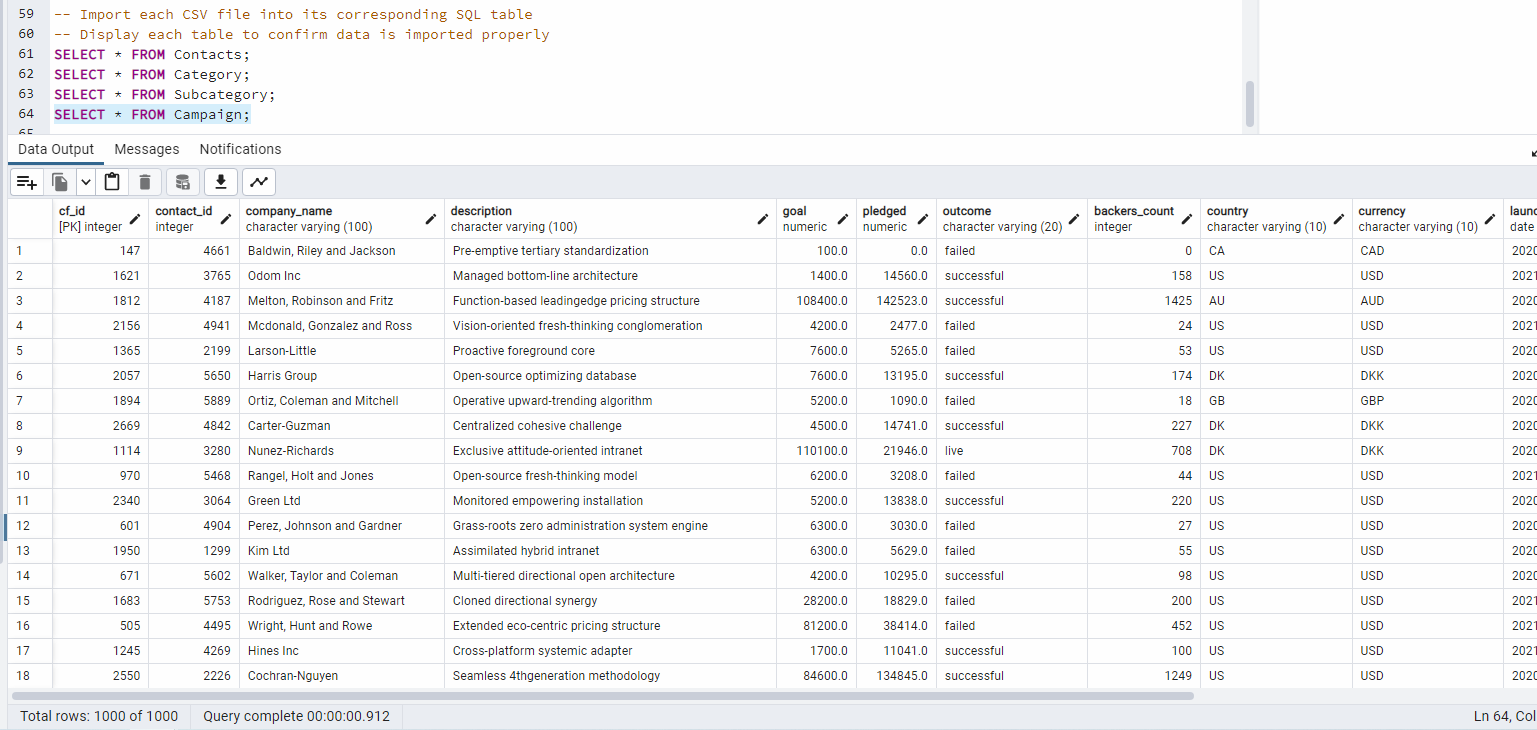 59 -- Import each CSV file into its corresponding SQL table
60 -- Display each table to confirm data is imported properly
61 SELECT * FROM Contacts;
62 SELECT * FROM Category;
63 SELECT * FROM Subcategory;
64 SELECT * FROM Campaign;
65
Data Output Messages Notifications
cf_id contact_id company_name description goal pledged outcome backers_count country currency laun
[PK] integer integer character varying (100) character varying (100) numeric numeric character varying (20) integer character varying (10) character varying (10) date
1 147 4661 Baldwin, Riley and Jackson Pre-emptive tertiary standardization 100.0 0.0 failed 0 CA CAD 2020
2 1621 3765 Odom Inc Managed bottom-line architecture 1400.0 14560.0 successful 158 US USD 2021
3 1812 4187 Melton, Robinson and Fritz Function-based leadingedge pricing structure 108400.0 142523.0 successful 1425 AU AUD 2020
4 2156 4941 Mcdonald, Gonzalez and Ross Vision-oriented fresh-thinking conglomeration 4200.0 2477.0 failed 24 US USD 2021
5 1365 2199 Larson-Little Proactive foreground core 7600.0 5265.0 failed 53 US USD 2020
6 2057 5650 Harris Group Open-source optimizing database 7600.0 13195.0 successful 174 DK DKK 2020
7 1894 5889 Ortiz, Coleman and Mitchell Operative upward-trending algorithm 5200.0 1090.0 failed 18 GB GBP 2020
8 2669 4842 Carter-Guzman Centralized cohesive challenge 4500.0 14741.0 successful 227 DK DKK 2020
9 1114 3280 Nunez-Richards Exclusive attitude-oriented intranet 110100.0 21946.0 live 708 DK DKK 2020
10 970 5468 Rangel, Holt and Jones Open-source fresh-thinking model 6200.0 3208.0 failed 44 US USD 2021
11 2340 3064 Green Ltd Monitored empowering installation 5200.0 13838.0 successful 220 US USD 2020
12 601 4904 Perez, Johnson and Gardner Grass-roots zero administration system engine 6300.0 3030.0 failed 27 US USD 2020
13 1950 1299 Kim Ltd Assimilated hybrid intranet 6300.0 5629.0 failed 55 US USD 2020
14 671 5602 Walker, Taylor and Coleman Multi-tiered directional open architecture 4200.0 10295.0 successful 98 US USD 2020
15 1683 5753 Rodriguez, Rose and Stewart Cloned directional synergy 28200.0 18829.0 failed 200 US USD 2021
16 505 4495 Wright, Hunt and Rowe Extended eco-centric pricing structure 81200.0 38414.0 failed 452 US USD 2021
17 1245 4269 Hines Inc Cross-platform systemic adapter 1700.0 11041.0 successful 100 US USD 2021
18 2550 2226 Cochran-Nguyen Seamless 4thgeneration methodology 84600.0 134845.0 successful 1249 US USD 2020
Total rows: 1000 of 1000 Query complete 00:00:00.912 Ln 64, Col